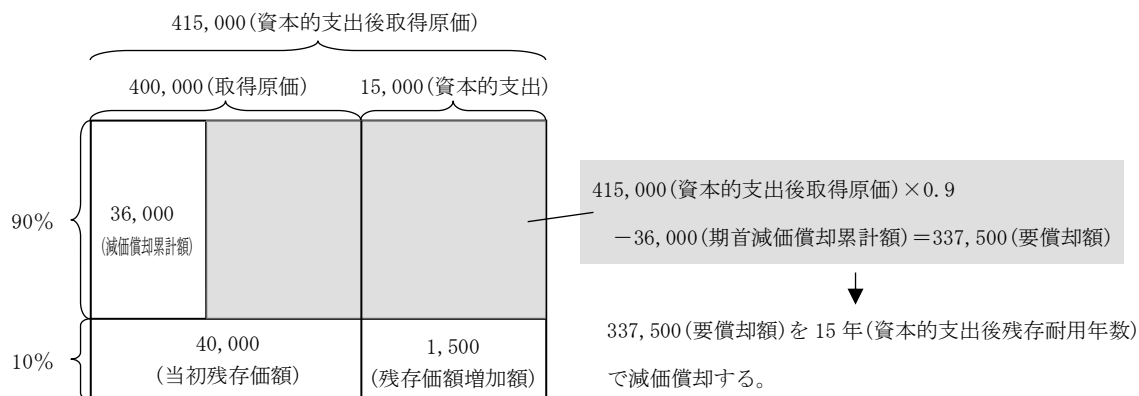 415,000(資本的支出後取得原価)
400,000(取得原価)
15,000(資本的支出)
90%
36,000
(減価償却累計額)
415,000(資本的支出後取得原価)×0.9
－36,000(期首減価償却累計額)＝337,500(要償却額)
10%
40,000
(当初残存価額)
1,500
(残存価額増加額)
337,500(要償却額)を 15 年(資本的支出後残存耐用年数)
で減価償却する。